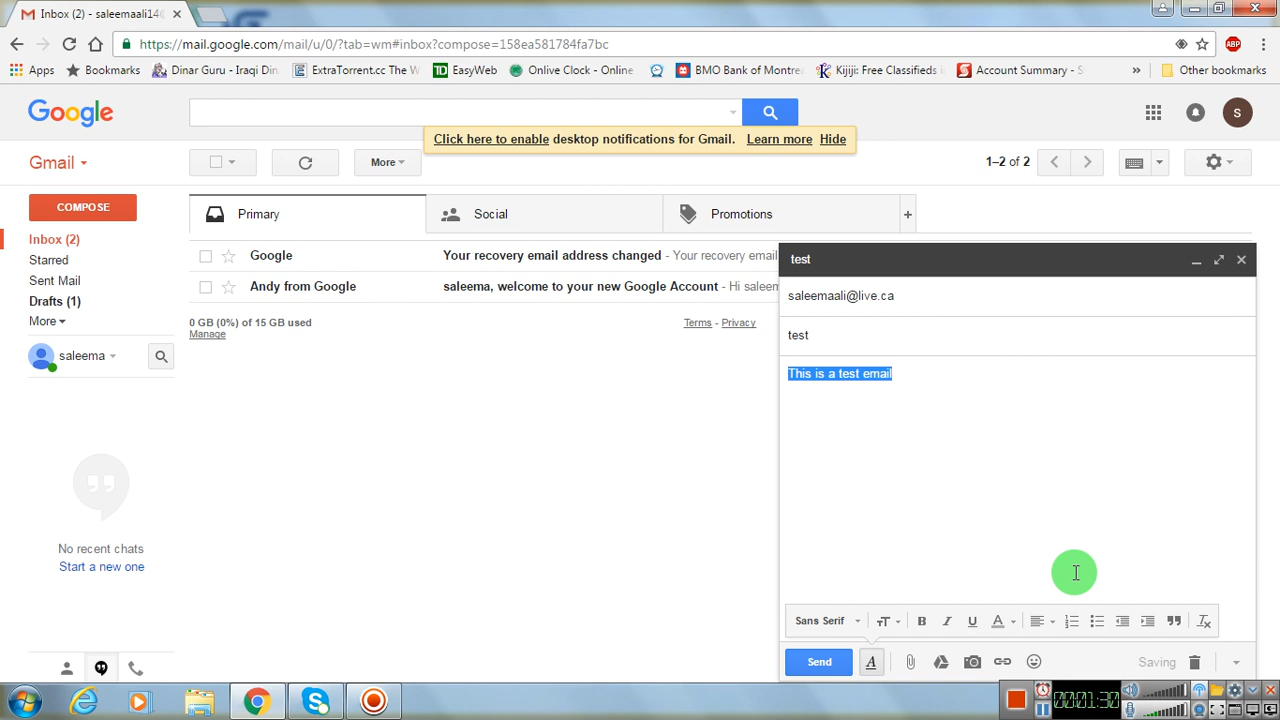 Inbox (2) - saleemaali14@
https://mail.google.com/mail/u/0/?tab=wm#inbox?compose=158ea581784fa7bc
ABP
Apps Bookmarks Dinar Guru - Iraqi Din ExtraTorrent.cc The W EasyWeb Onlive Clock - Online BMO Bank of Montre Kijiji: Free Classifieds i Account Summary - S » Other bookmarks
Google
S
Click here to enable desktop notifications for Gmail. Learn more Hide
Gmail
More
1–2 of 2
COMPOSE
Primary
Social
Promotions
+
Inbox (2)
Starred
Sent Mail
Drafts (1)
More
Google Your recovery email address changed - Your recovery email
Andy from Google saleema, welcome to your new Google Account - Hi saleem
0 GB (0%) of 15 GB used
Manage
Terms - Privacy
saleema
No recent chats
Start a new one
test
saleemaali@live.ca
test
This is a test email
Sans Serif
B I U A
Send
A
Saving
00:01:30